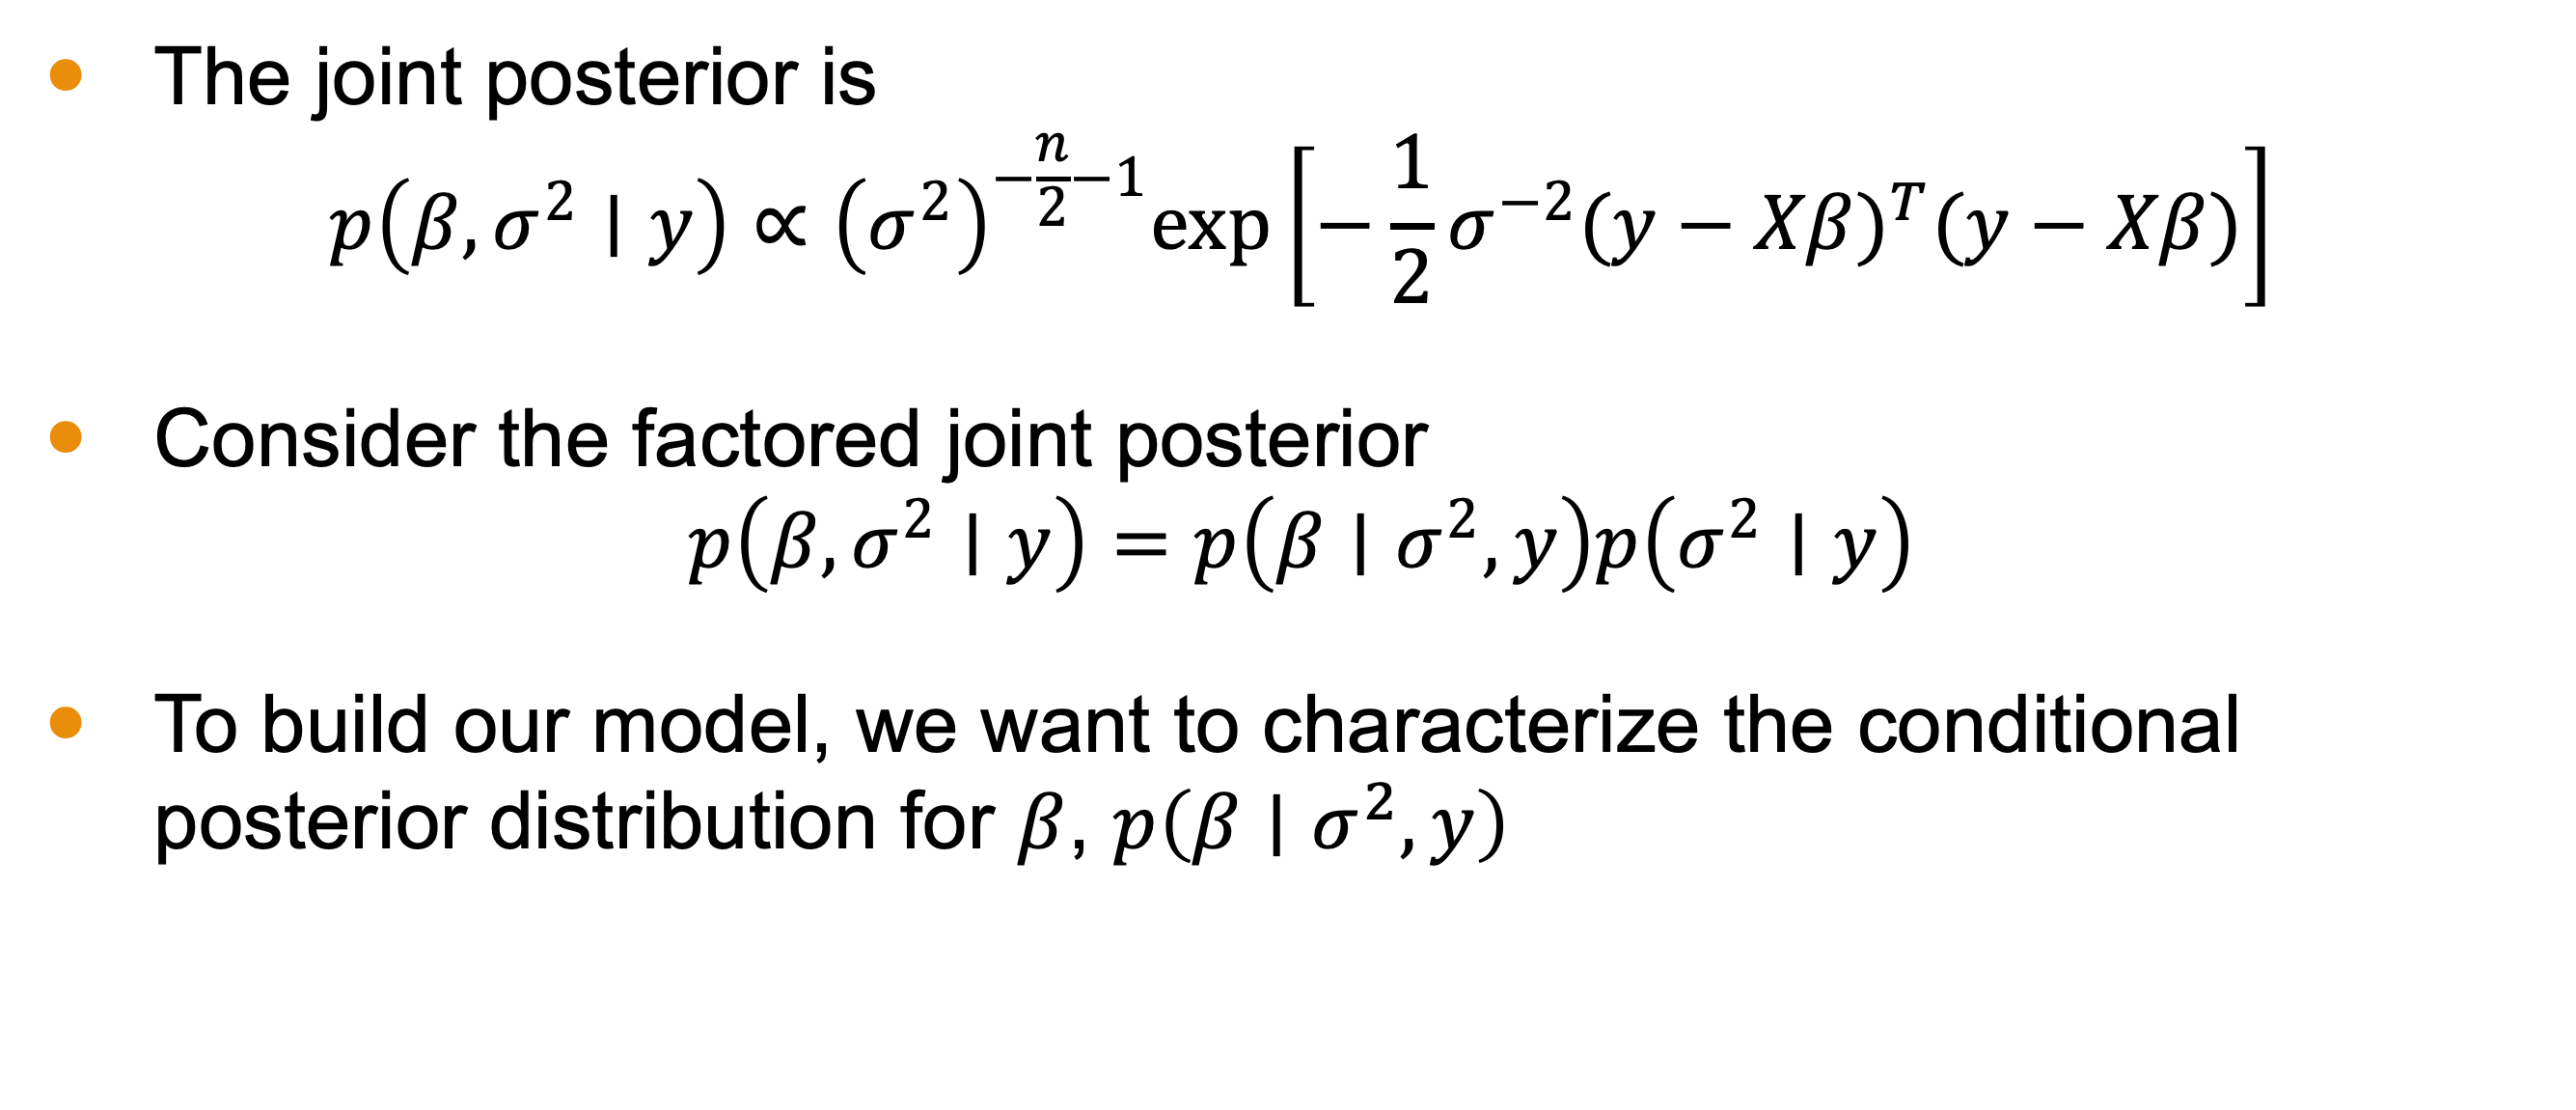 • The joint posterior is
p(β, σ² | y) ∝ (σ²)^{-n/2-1} exp[-1/2 σ⁻²(y − Xβ)ᵀ(y − Xβ)]
• Consider the factored joint posterior
p(β, σ² | y) = p(β | σ², y)p(σ² | y)
• To build our model, we want to characterize the conditional
posterior distribution for β, p(β | σ², y)